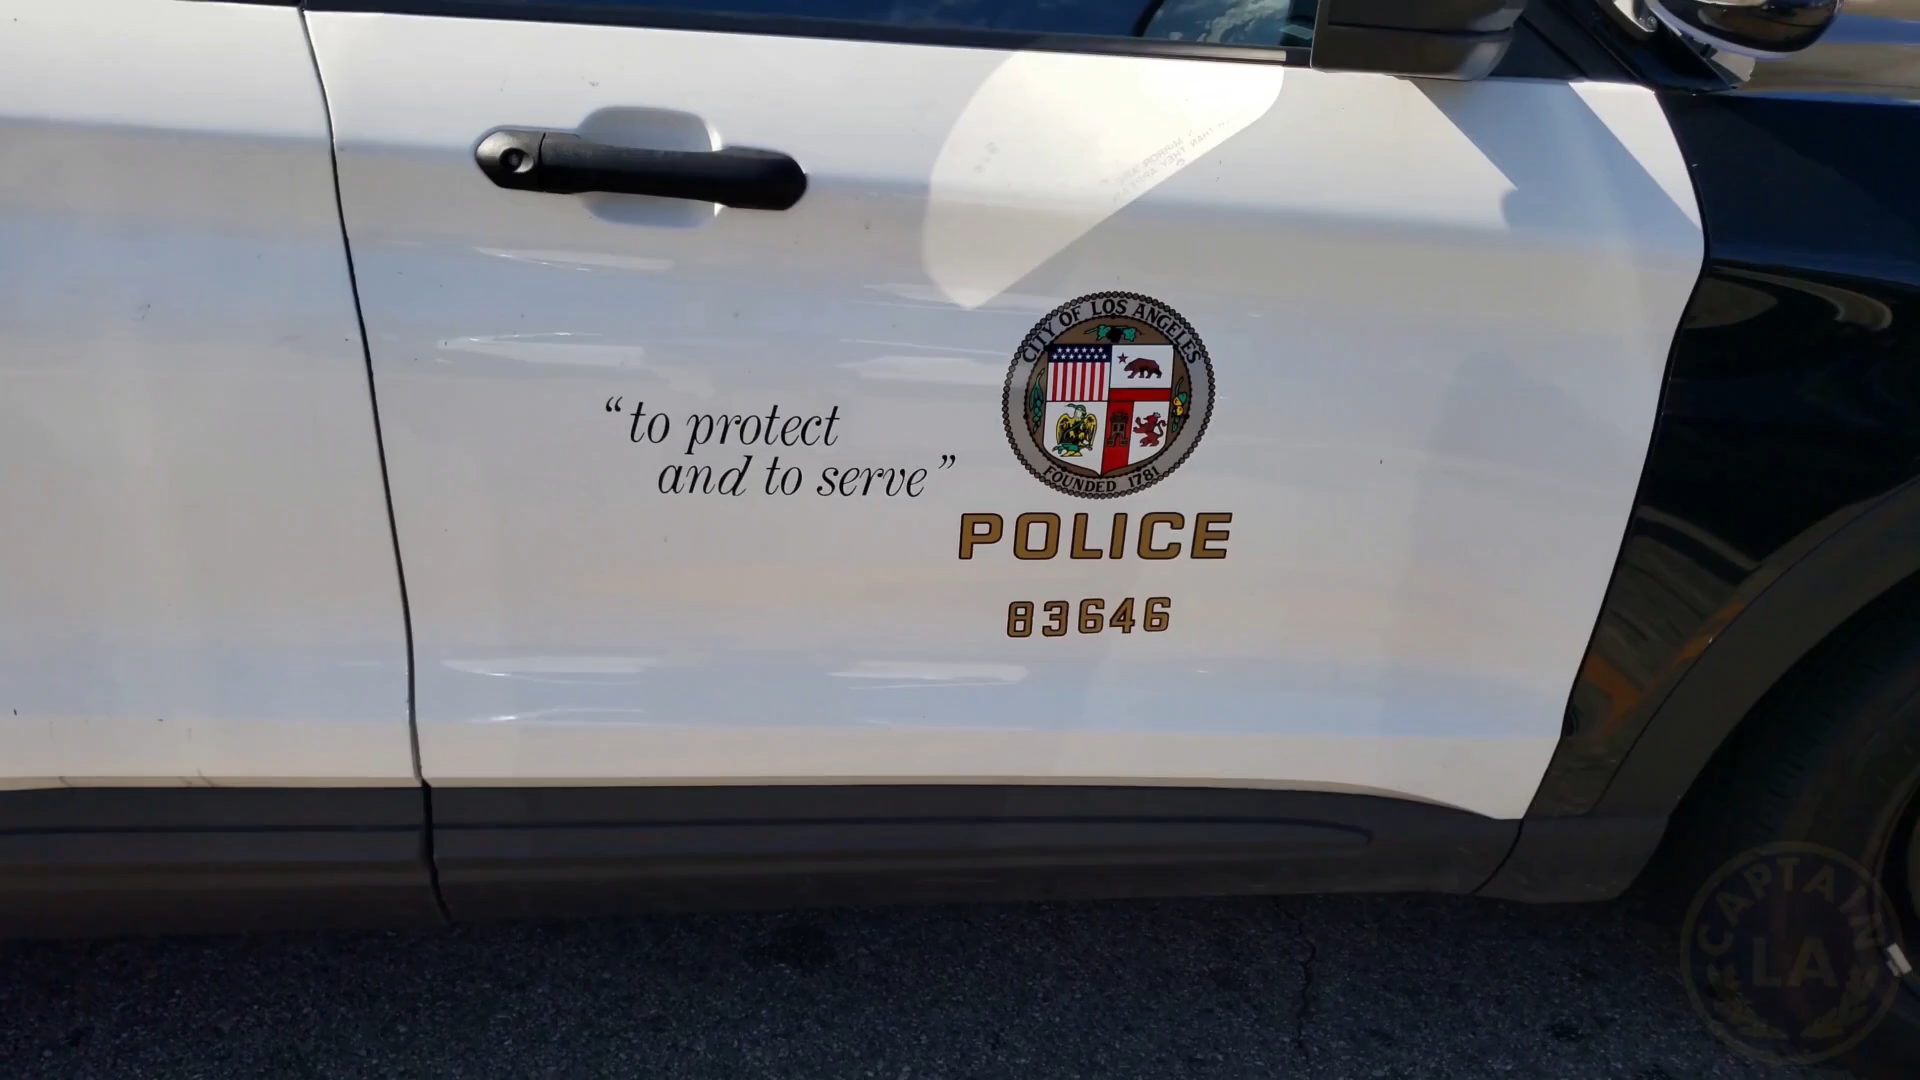 CITY OF LOS ANGELES
FOUNDED 1781
“to protect
and to serve”
POLICE
83646
CAPTAIN
LA